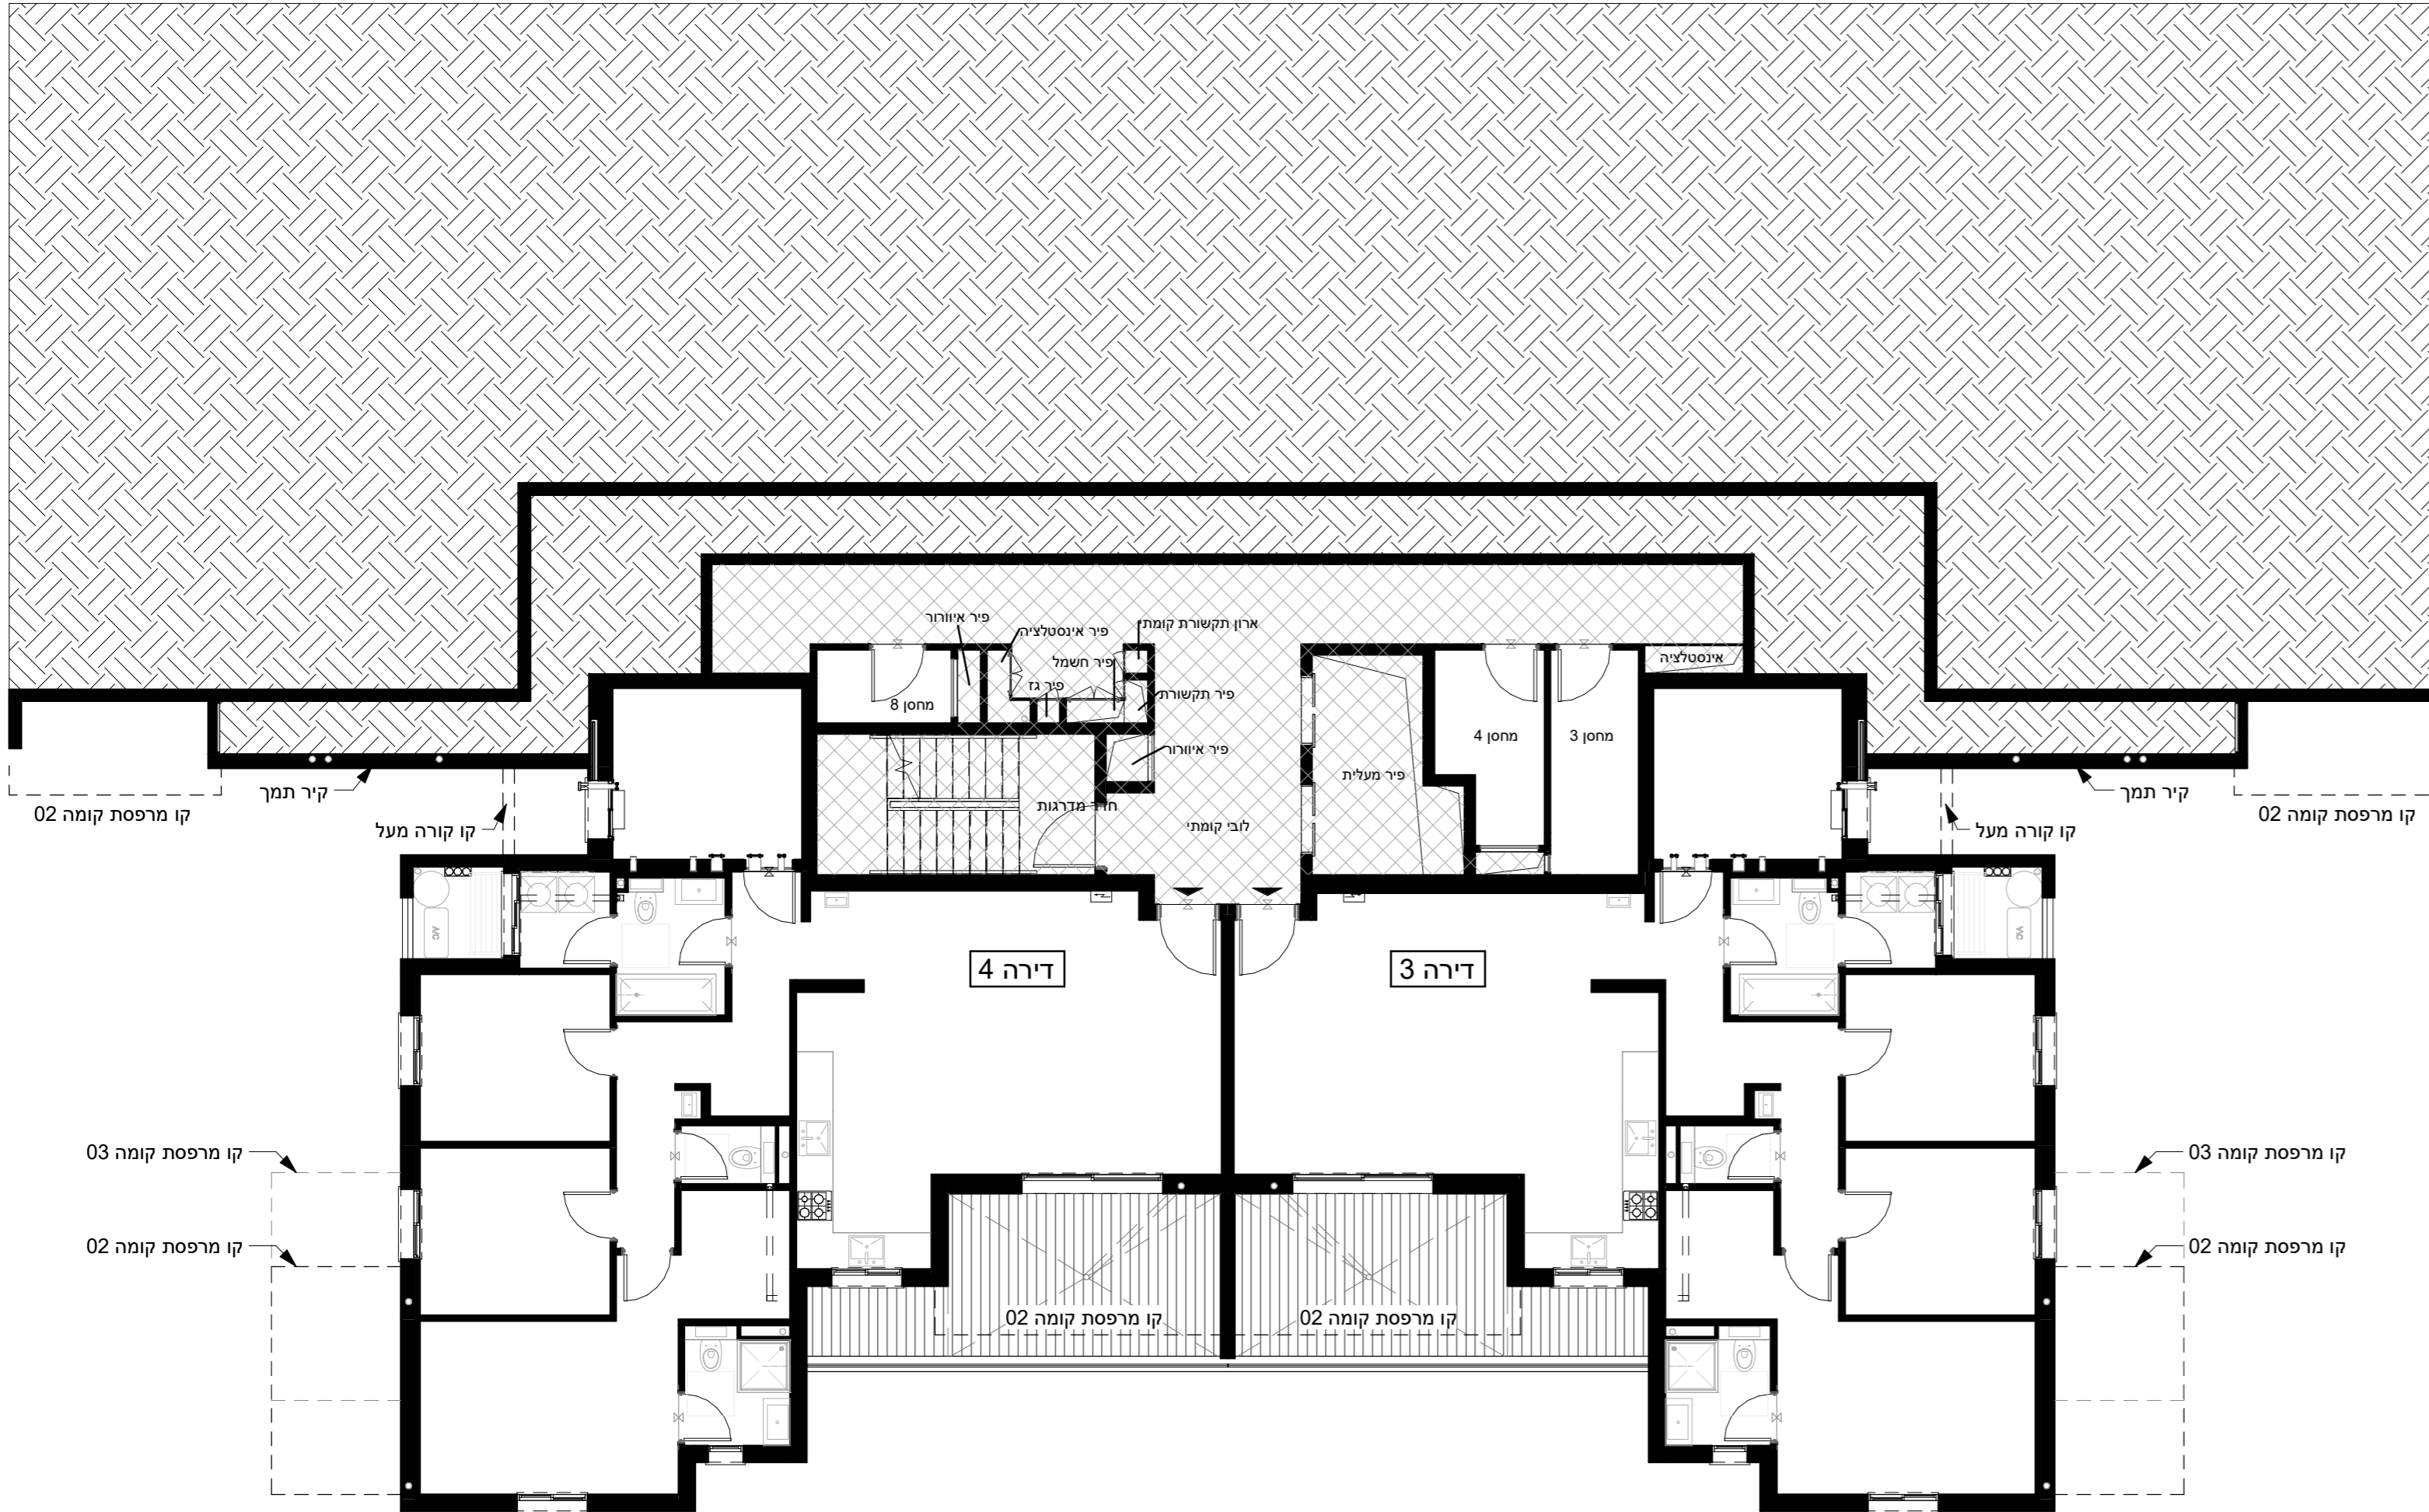 פיר איוורור
פיר אינסטלציה
ארון תקשורת קומתי
פיר חשמל
פיר גז
פיר תקשורת
אינסטלציה
מחסן 8
מחסן 4
מחסן 3
פיר איוורור
פיר מעלית
חדר מדרגות
לובי קומתי
קיר תמך
קו מרפסת קומה 02
קו קורה מעל
קיר תמך
קו מרפסת קומה 02
קו קורה מעל
A/C
A/C
דירה 4
דירה 3
קו מרפסת קומה 03
קו מרפסת קומה 03
קו מרפסת קומה 02
קו מרפסת קומה 02
קו מרפסת קומה 02
קו מרפסת קומה 02